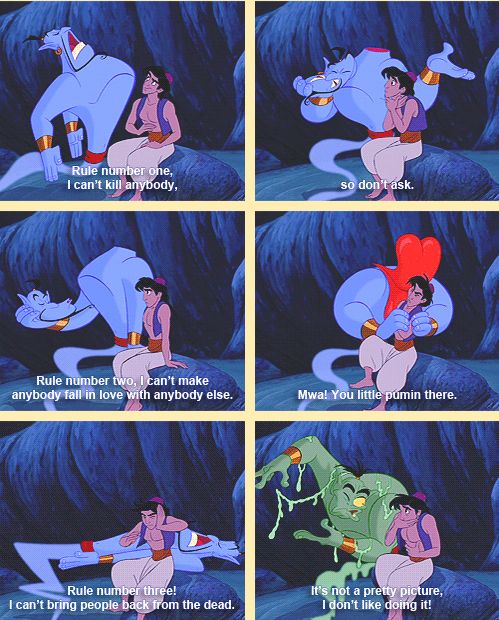 Rule number one,
I can't kill anybody,
so don't ask.
Rule number two, I can't make
anybody fall in love with anybody else.
Mwa! You little pumin there.
Rule number three!
I can't bring people back from the dead.
It's not a pretty picture,
I don't like doing it!